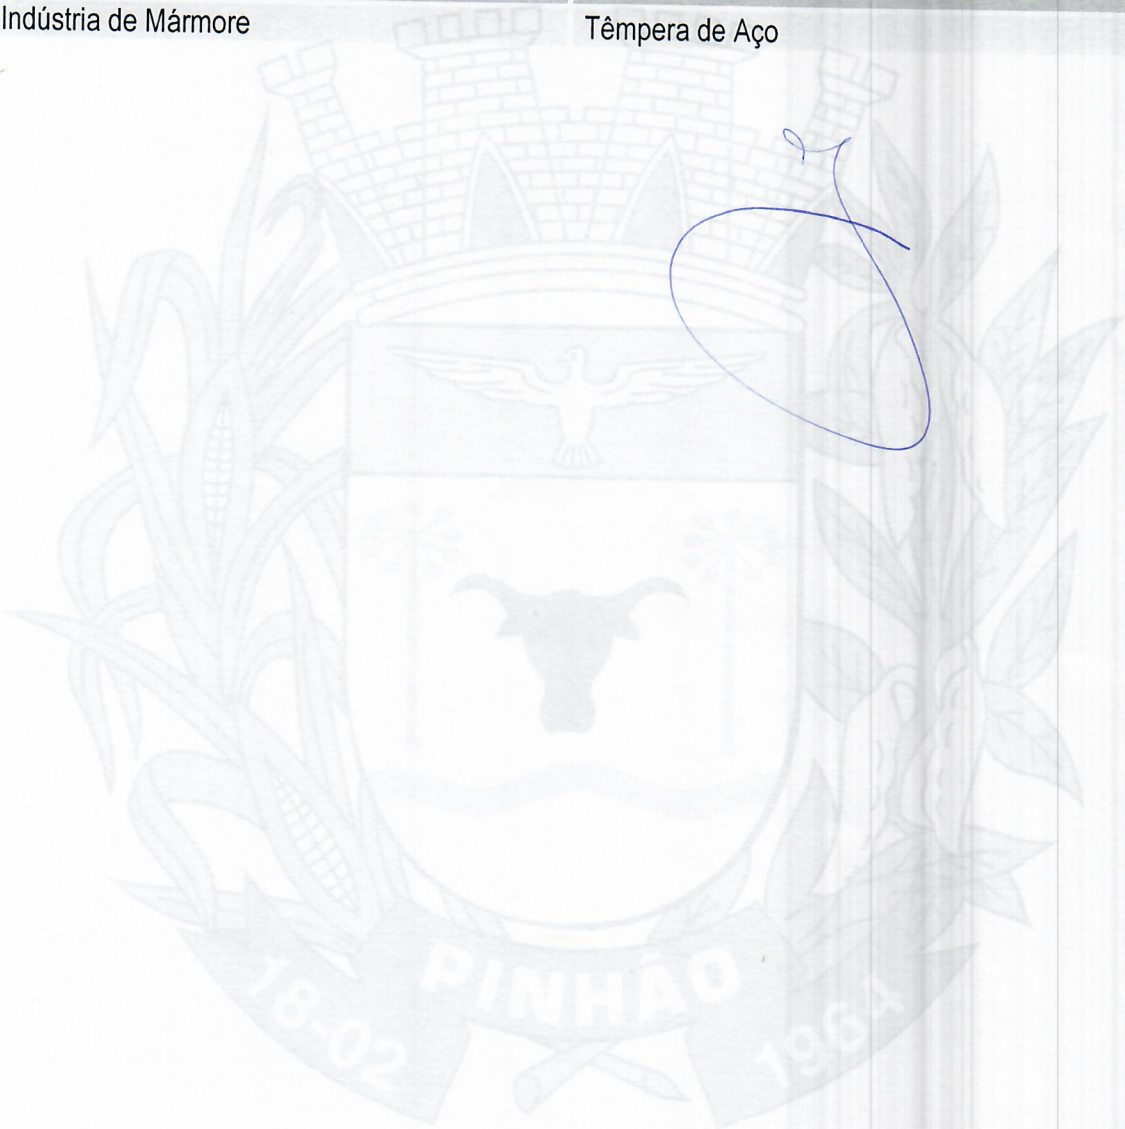 Indústria de Mármore
Têmpera de Aço
PINHÃO
18-02
1964